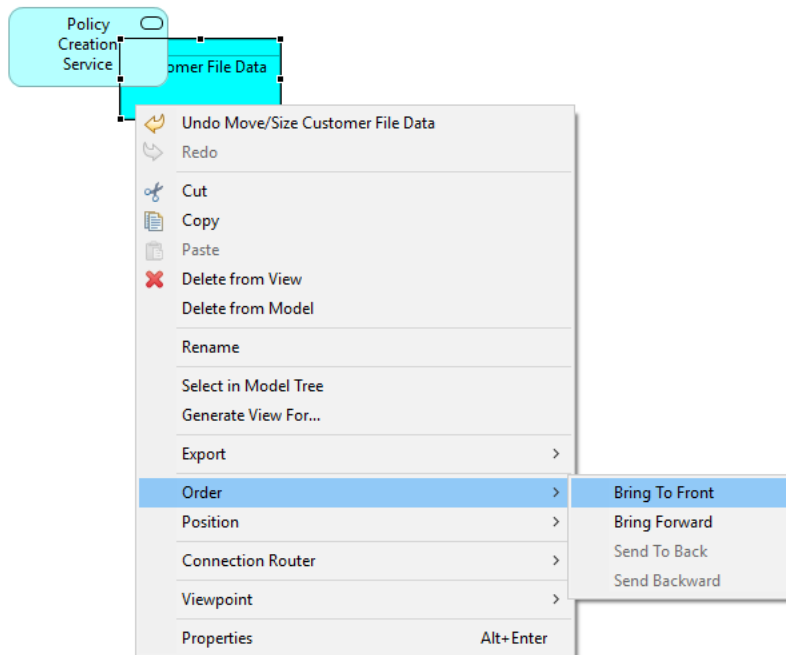 Policy
Creation
Service
omer File Data
Undo Move/Size Customer File Data
Redo
Cut
Copy
Paste
Delete from View
Delete from Model
Rename
Select in Model Tree
Generate View For...
Export
Order
Bring To Front
Position
Bring Forward
Send To Back
Connection Router
Send Backward
Viewpoint
Properties Alt+Enter